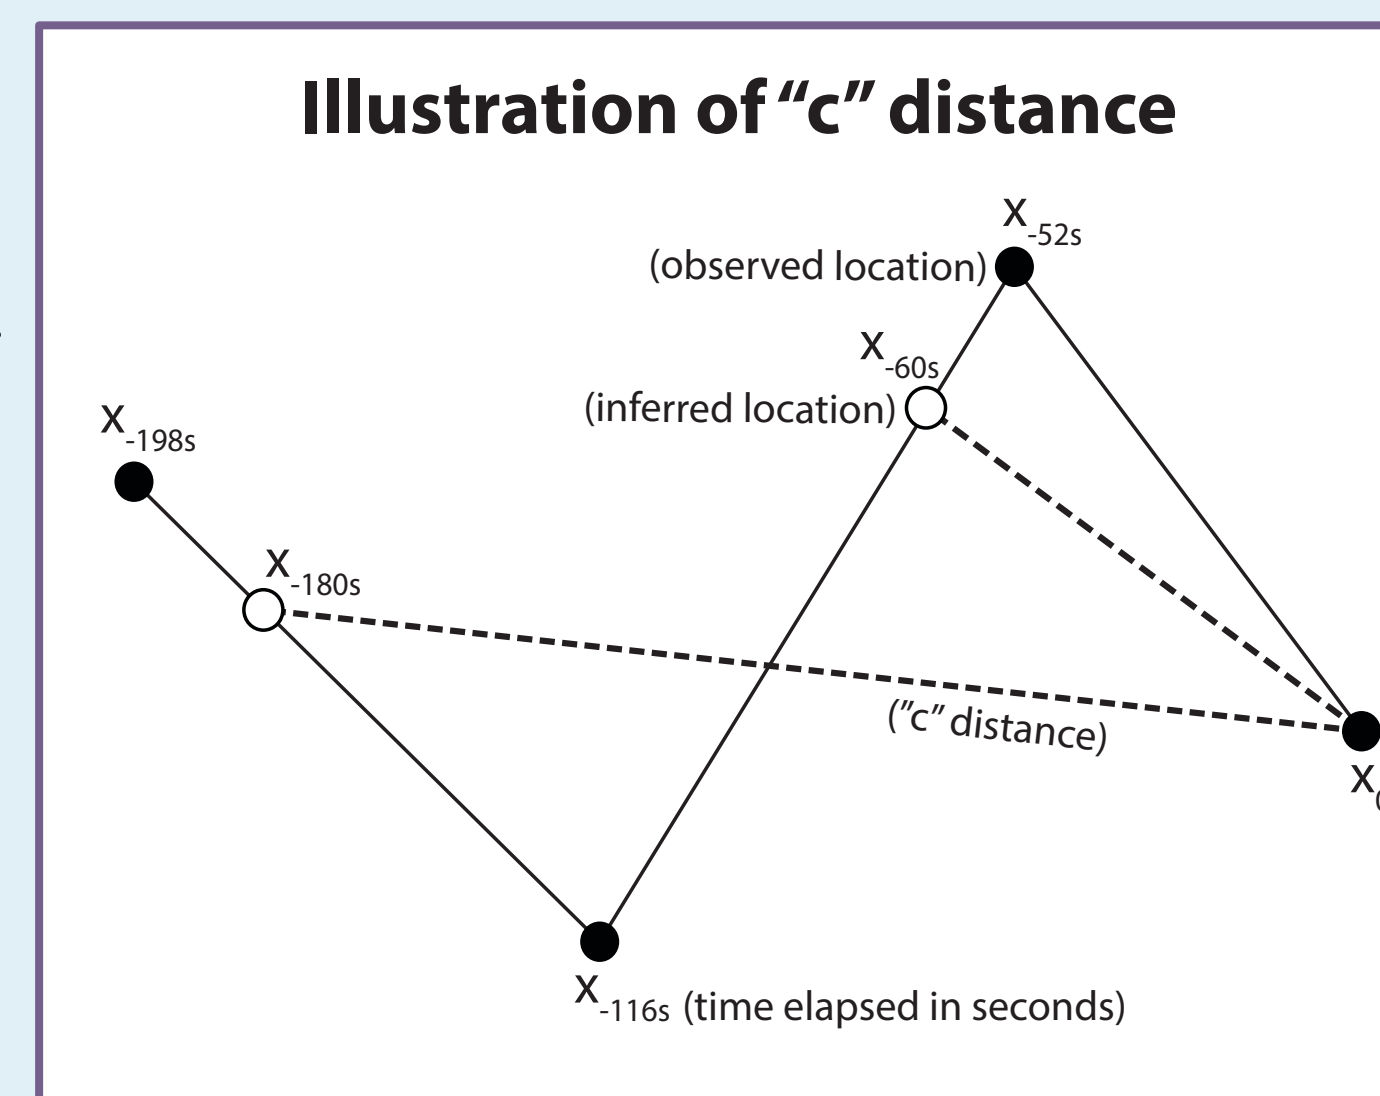 Illustration of “c” distance
x-52s
(observed location)
x-60s
(inferred location)
x-198s
x-180s
(”c” distance)
x
x-116s (time elapsed in seconds)